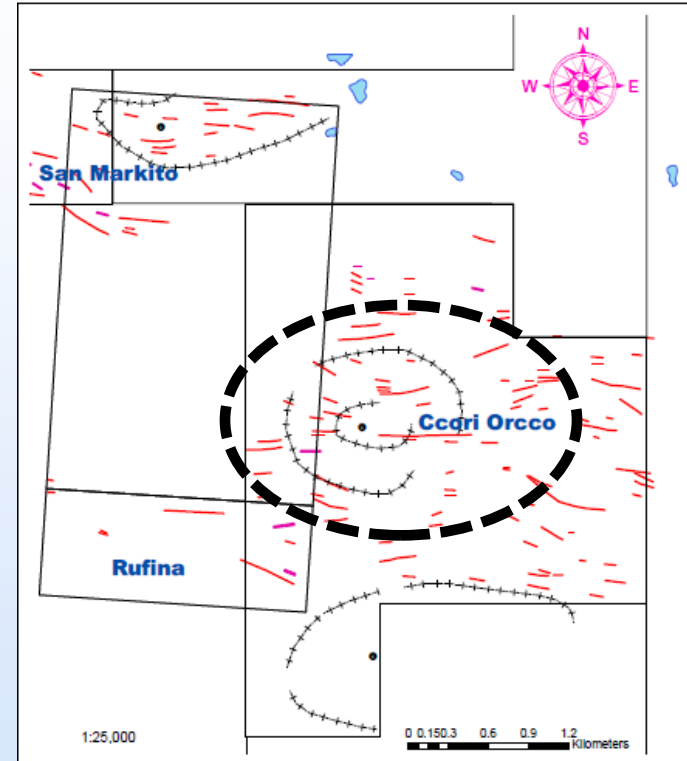 N
W E
S
San Markito
Ccori Orcco
Rufina
1:25,000
0 0.150.3 0.6 0.9 1.2
Kilometers